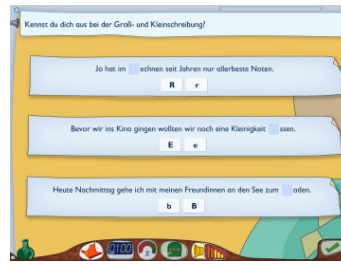 Kennst du dich aus bei der Groß- und Kleinschreibung?
Jo hat im echnen seit Jahren nur allerbeste Noten.
R r
Bevor wir ins Kino gingen wollten wir noch eine Kleinigkeit ssen.
E e
Heute Nachmittag gehe ich mit meinen Freundinnen an den See zum aden.
b B
0100